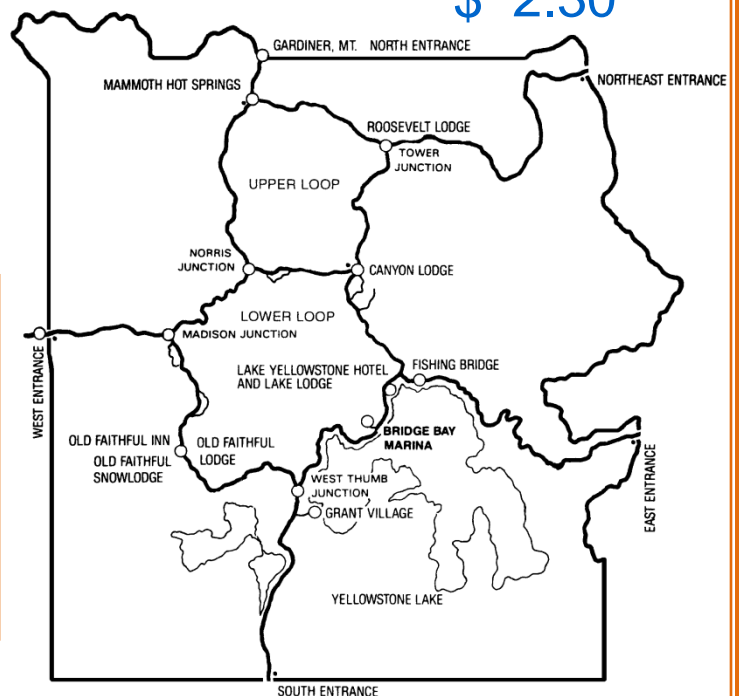 $ 2.30
GARDINER, MT. NORTH ENTRANCE
MAMMOTH HOT SPRINGS
NORTHEAST ENTRANCE
ROOSEVELT LODGE
TOWER
JUNCTION
UPPER LOOP
NORRIS
JUNCTION
CANYON LODGE
LOWER LOOP
MADISON JUNCTION
WEST ENTRANCE
LAKE YELLOWSTONE HOTEL
AND LAKE LODGE
FISHING BRIDGE
BRIDGE BAY
MARINA
OLD FAITHFUL INN
OLD FAITHFUL
SNOWLODGE
OLD FAITHFUL
LODGE
WEST THUMB
JUNCTION
GRANT VILLAGE
EAST ENTRANCE
YELLOWSTONE LAKE
SOUTH ENTRANCE